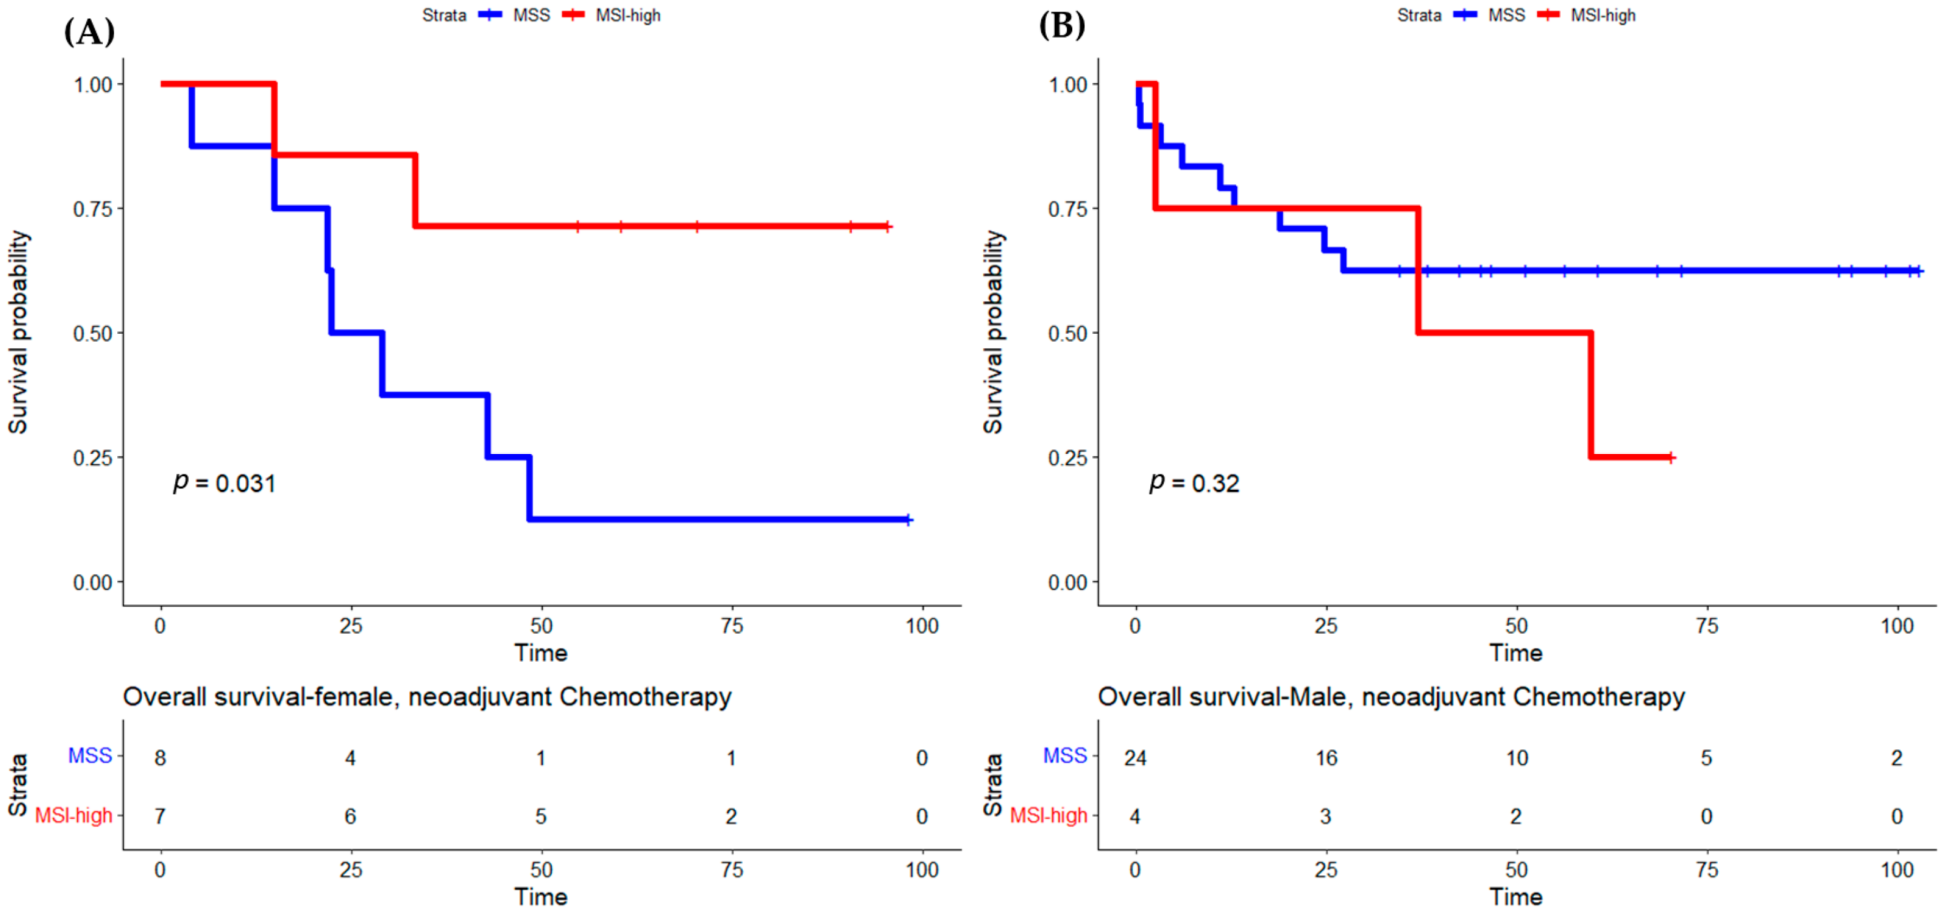 (A)
Strata MSS MSI-high
1.00
0.75
0.50
0.25
0.00
Survival probability
p = 0.031
0 25 50 75 100
Time
Overall survival-female, neoadjuvant Chemotherapy
Strata
MSS 8 4 1 1 0
MSI-high 7 6 5 2 0
0 25 50 75 100
Time
(B)
Strata MSS MSI-high
1.00
0.75
0.50
0.25
0.00
Survival probability
p = 0.32
0 25 50 75 100
Time
Overall survival-Male, neoadjuvant Chemotherapy
Strata
MSS 24 16 10 5 2
MSI-high 4 3 2 0 0
0 25 50 75 100
Time